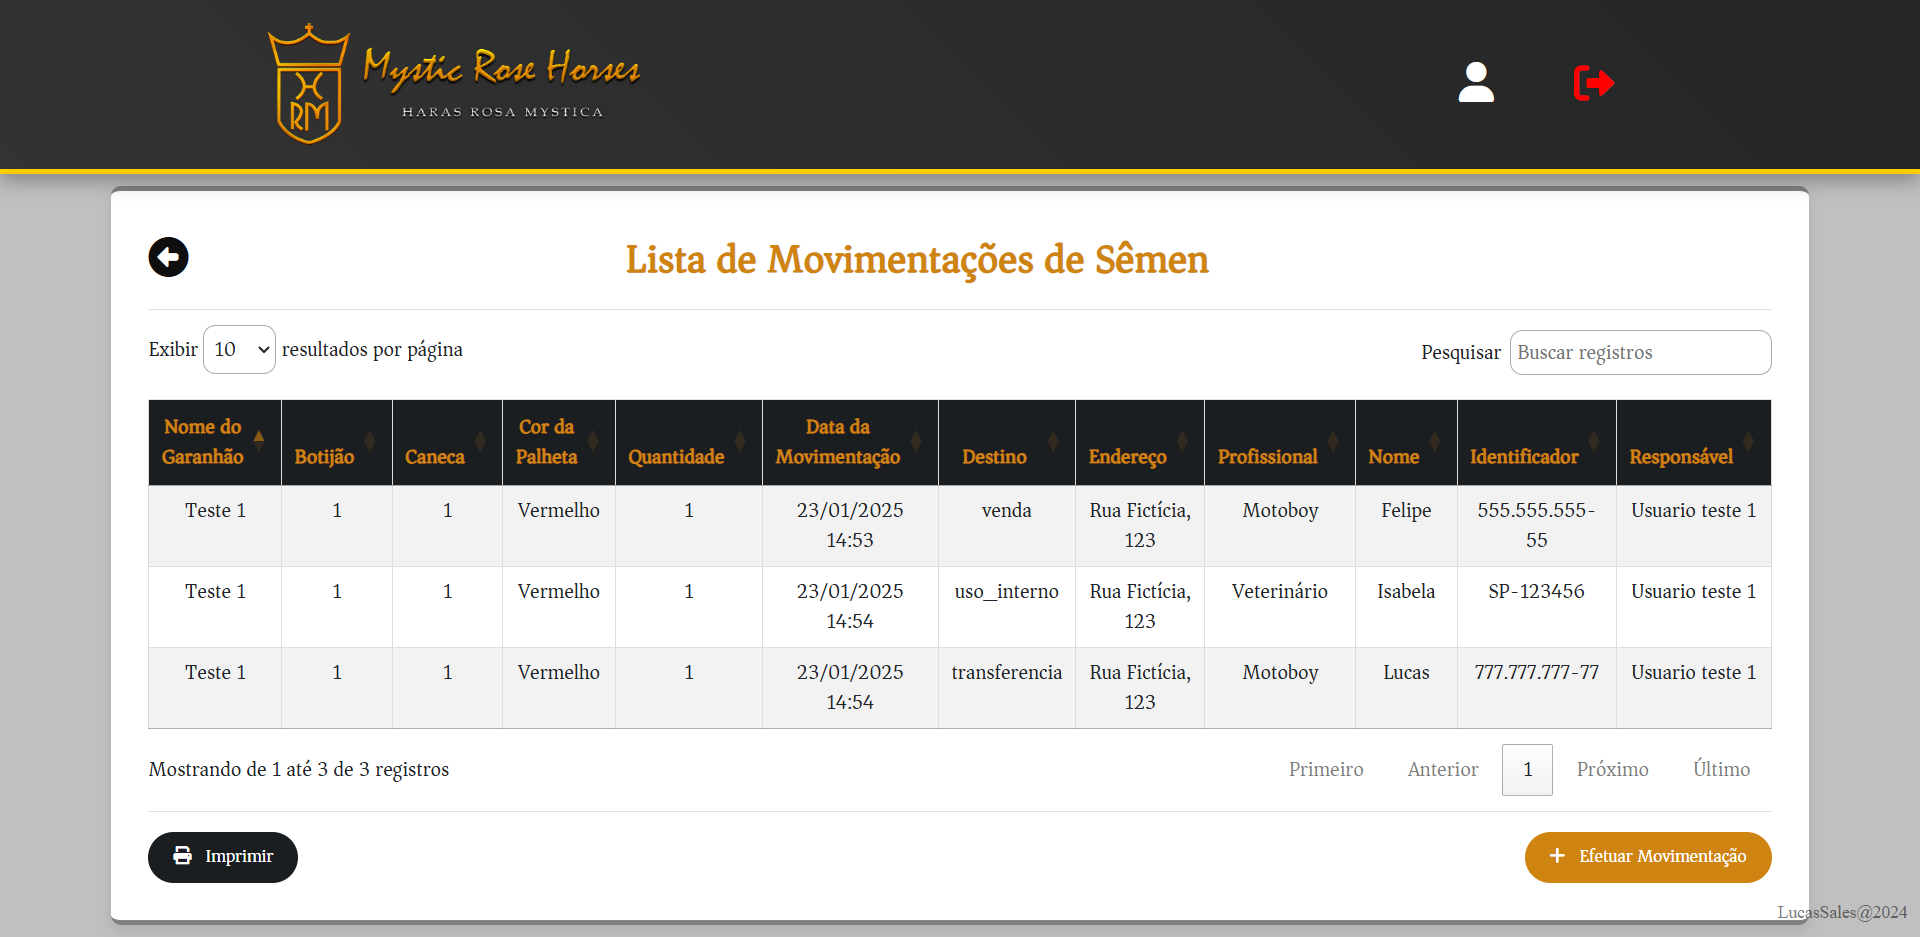 Mystic Rose Horses
HARAS ROSA MYSTICA
RM
Lista de Movimentações de Sêmen
Exibir 10 resultados por página
Pesquisar Buscar registros
Nome do Garanhão Botijão Caneca Cor da Palheta Quantidade Data da Movimentação Destino Endereço Profissional Nome Identificador Responsável
Teste 1 1 1 Vermelho 1 23/01/2025 14:53 venda Rua Fictícia, 123 Motoboy Felipe 555.555.555-55 Usuario teste 1
Teste 1 1 1 Vermelho 1 23/01/2025 14:54 uso_interno Rua Fictícia, 123 Veterinário Isabela SP-123456 Usuario teste 1
Teste 1 1 1 Vermelho 1 23/01/2025 14:54 transferencia Rua Fictícia, 123 Motoboy Lucas 777.777.777-77 Usuario teste 1
Mostrando de 1 até 3 de 3 registros
Primeiro Anterior 1 Próximo Último
Imprimir
Efetuar Movimentação
LucasSales@2024